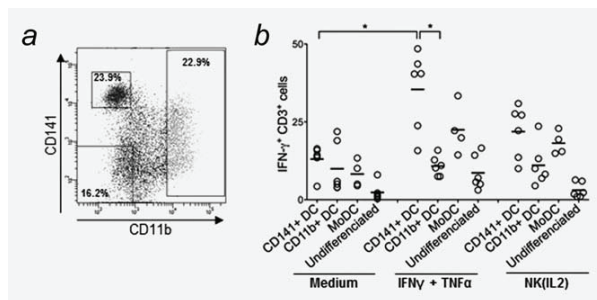 a
CD141
23.9%
22.9%
16.2%
CD11b
b
*
*
IFN-γ⁺ CD3⁺ cells
50
25
0
CD141+ DC
CD11b+ DC
MoDC
Undifferenciated
CD141+ DC
CD11b+ DC
MoDC
Undifferenciated
CD141+ DC
CD11b+ DC
MoDC
Undifferenciated
Medium
IFNγ + TNFα
NK(IL2)